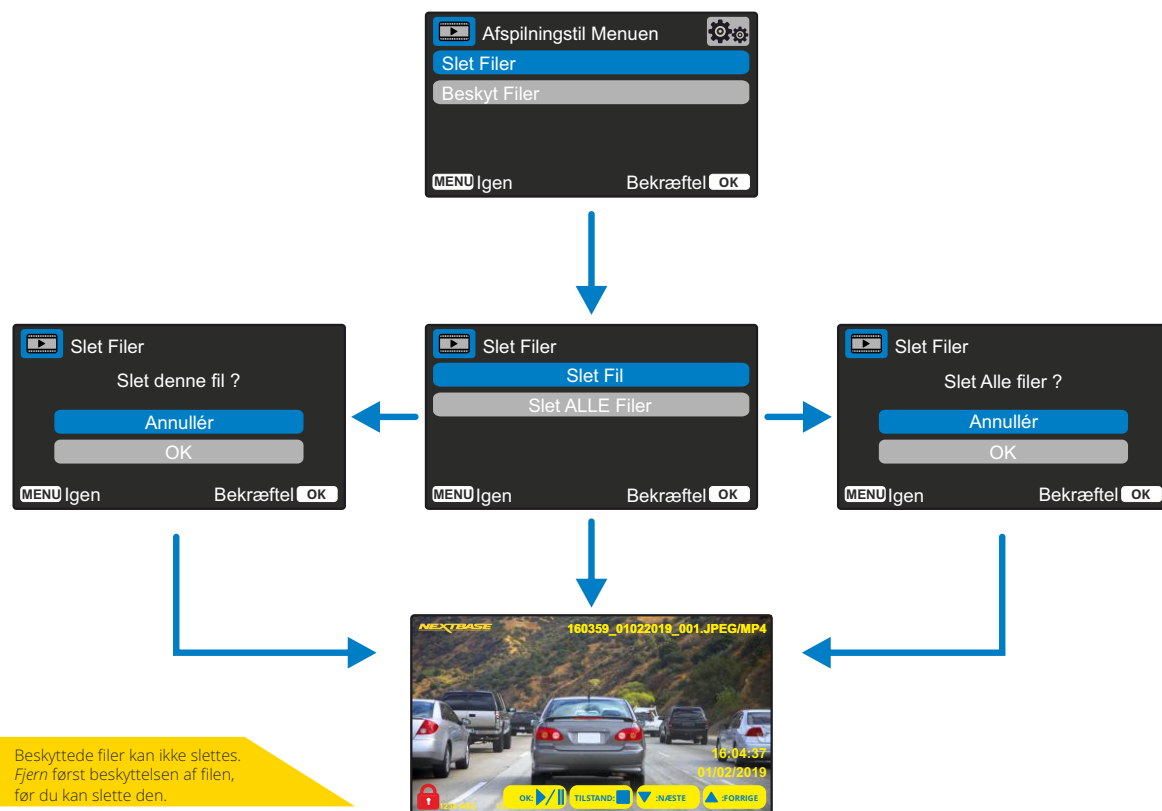 Afspilningstil Menuen
Slet Filer
Beskyt Filer
MENU Igen
Bekræftel OK
Slet Filer
Slet denne fil ?
Annullér
OK
MENU Igen
Bekræftel OK
Slet Filer
Slet Fil
Slet ALLE Filer
MENU Igen
Bekræftel OK
Slet Filer
Slet Alle filer ?
Annullér
OK
MENU Igen
Bekræftel OK
NEXTBASE
160359_01022019_001.JPEG/MP4
16:04:37
01/02/2019
OK: TILSTAND: :NÆSTE :FORRIGE
Beskyttede filer kan ikke slettes.
Fjern først beskyttelsen af filen,
før du kan slette den.